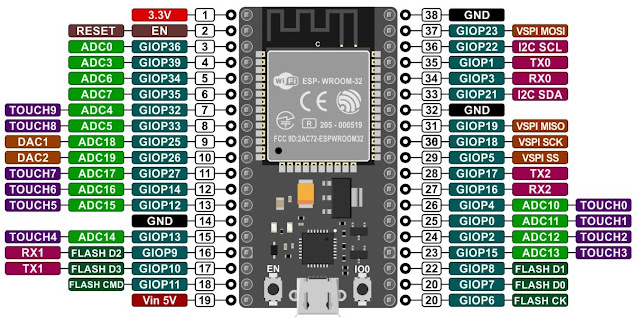 3.3V 1 38 GND
RESET EN 2 37 GIOP23 VSPI MOSI
ADC0 GIOP36 3 36 GIOP22 I2C SCL
ADC3 GIOP39 4 35 GIOP1 TX0
ADC6 GIOP34 5 34 GIOP3 RX0
ADC7 GIOP35 6 33 GIOP21 I2C SDA
TOUCH9 ADC4 GIOP32 7 32 GND
TOUCH8 ADC5 GIOP33 8 31 GIOP19 VSPI MISO
DAC1 ADC18 GIOP25 9 30 GIOP18 VSPI SCK
DAC2 ADC19 GIOP26 10 29 GIOP5 VSPI SS
TOUCH7 ADC17 GIOP27 11 28 GIOP17 TX2
TOUCH6 ADC16 GIOP14 12 27 GIOP16 RX2
TOUCH5 ADC15 GIOP12 13 26 GIOP4 ADC10 TOUCH0
GND 14 25 GIOP0 ADC11 TOUCH1
TOUCH4 ADC14 GIOP13 15 24 GIOP2 ADC12 TOUCH2
RX1 FLASH D2 GIOP9 16 23 GIOP15 ADC13 TOUCH3
TX1 FLASH D3 GIOP10 17 22 GIOP8 FLASH D1
FLASH CMD GIOP11 18 20 GIOP7 FLASH D0
Vin 5V 19 20 GIOP6 FLASH CK
C
WiFi ESP-WROOM-32
CE
R 205-000519
FCC 9D:2AC72-ESPWROOM32
EN IO0